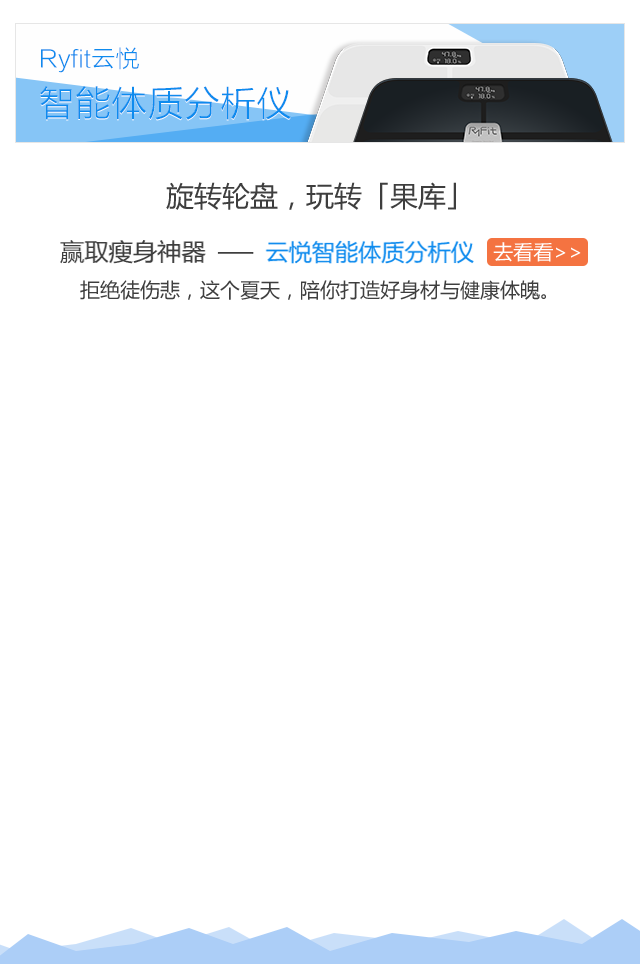 Ryfit云悦
智能体质分析仪
47.8kg
18.0%
47.8kg
18.0%
RyFit
旋转轮盘，玩转「果库」
赢取瘦身神器 —— 云悦智能体质分析仪 去看看>>
拒绝徒伤悲，这个夏天，陪你打造好身材与健康体魄。